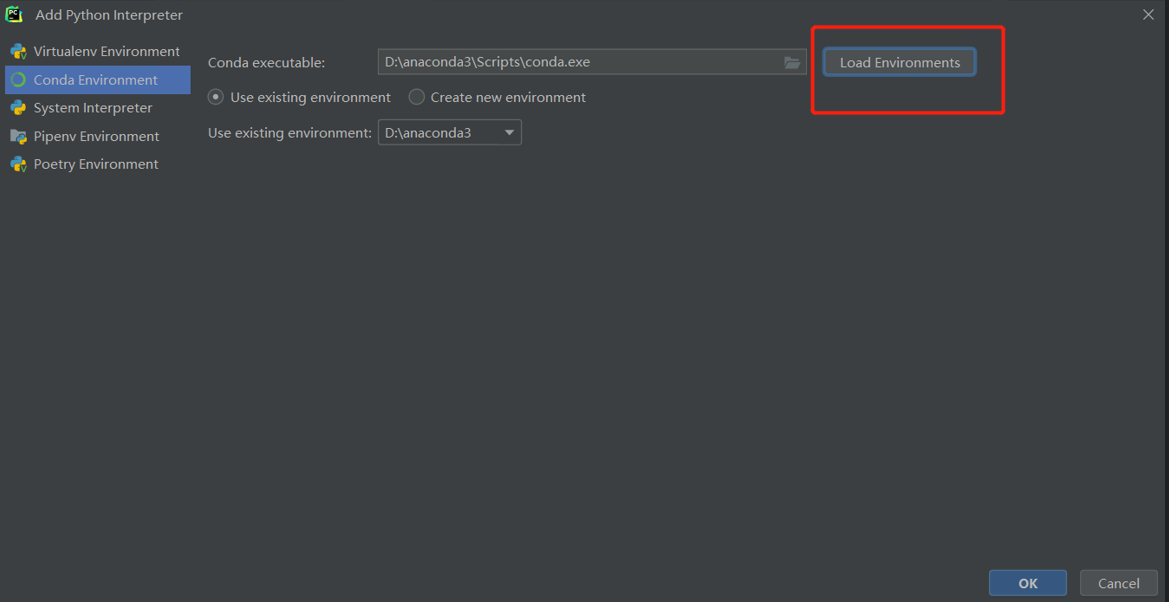 Add Python Interpreter
Virtualenv Environment
Conda Environment
System Interpreter
Pipenv Environment
Poetry Environment
Conda executable: D:\anaconda3\Scripts\conda.exe Load Environments
Use existing environment Create new environment
Use existing environment: D:\anaconda3
OK Cancel